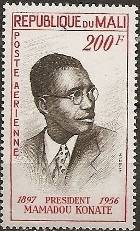 REPUBLIQUE DU MALI
200F
POSTE AERIENNE
1897 PRESIDENT 1956
MAMADOU KONATE